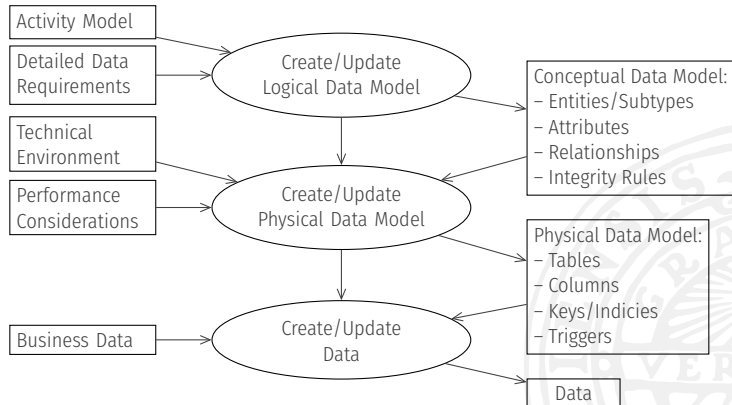 Activity Model
Detailed Data
Requirements
Create/Update
Logical Data Model
Conceptual Data Model:
– Entities/Subtypes
– Attributes
– Relationships
– Integrity Rules
Technical
Environment
Performance
Considerations
Create/Update
Physical Data Model
Physical Data Model:
– Tables
– Columns
– Keys/Indicies
– Triggers
Business Data
Create/Update
Data
Data